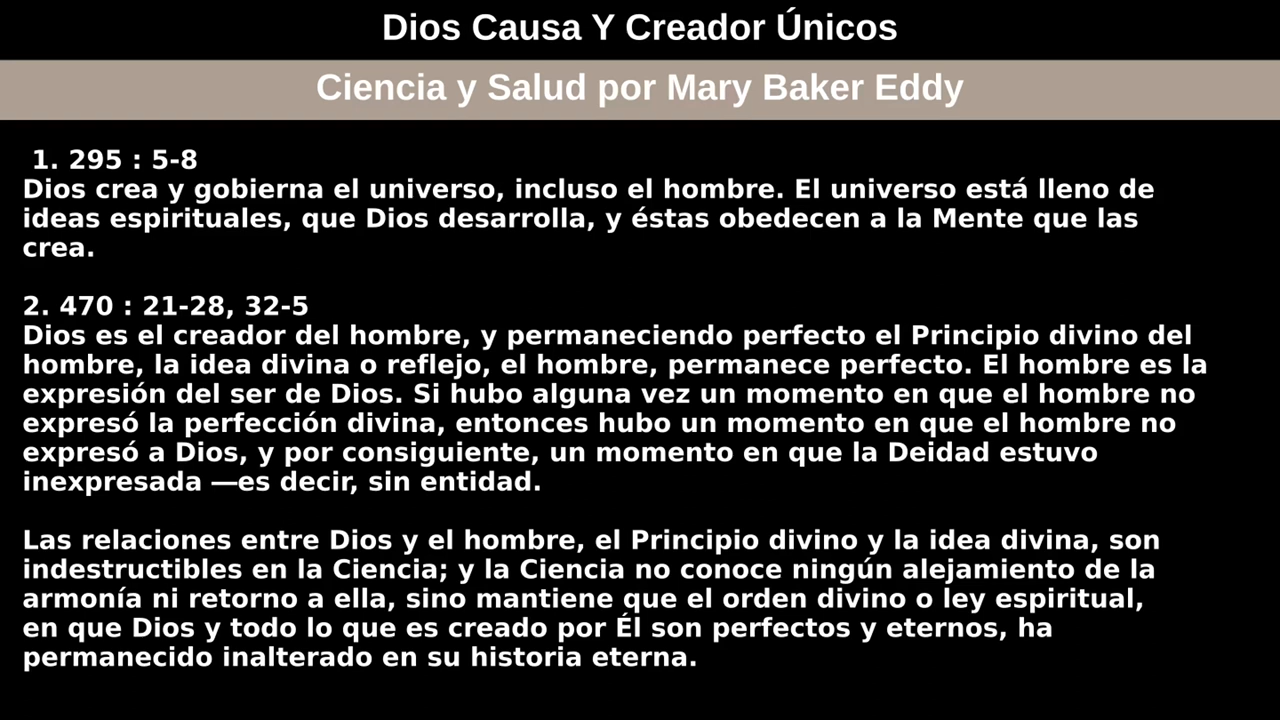 Dios Causa Y Creador Únicos
Ciencia y Salud por Mary Baker Eddy
1. 295 : 5-8
Dios crea y gobierna el universo, incluso el hombre. El universo está lleno de
ideas espirituales, que Dios desarrolla, y éstas obedecen a la Mente que las
crea.
2. 470 : 21-28, 32-5
Dios es el creador del hombre, y permaneciendo perfecto el Principio divino del
hombre, la idea divina o reflejo, el hombre, permanece perfecto. El hombre es la
expresión del ser de Dios. Si hubo alguna vez un momento en que el hombre no
expresó la perfección divina, entonces hubo un momento en que el hombre no
expresó a Dios, y por consiguiente, un momento en que la Deidad estuvo
inexpresada —es decir, sin entidad.
Las relaciones entre Dios y el hombre, el Principio divino y la idea divina, son
indestructibles en la Ciencia; y la Ciencia no conoce ningún alejamiento de la
armonía ni retorno a ella, sino mantiene que el orden divino o ley espiritual,
en que Dios y todo lo que es creado por Él son perfectos y eternos, ha
permanecido inalterado en su historia eterna.